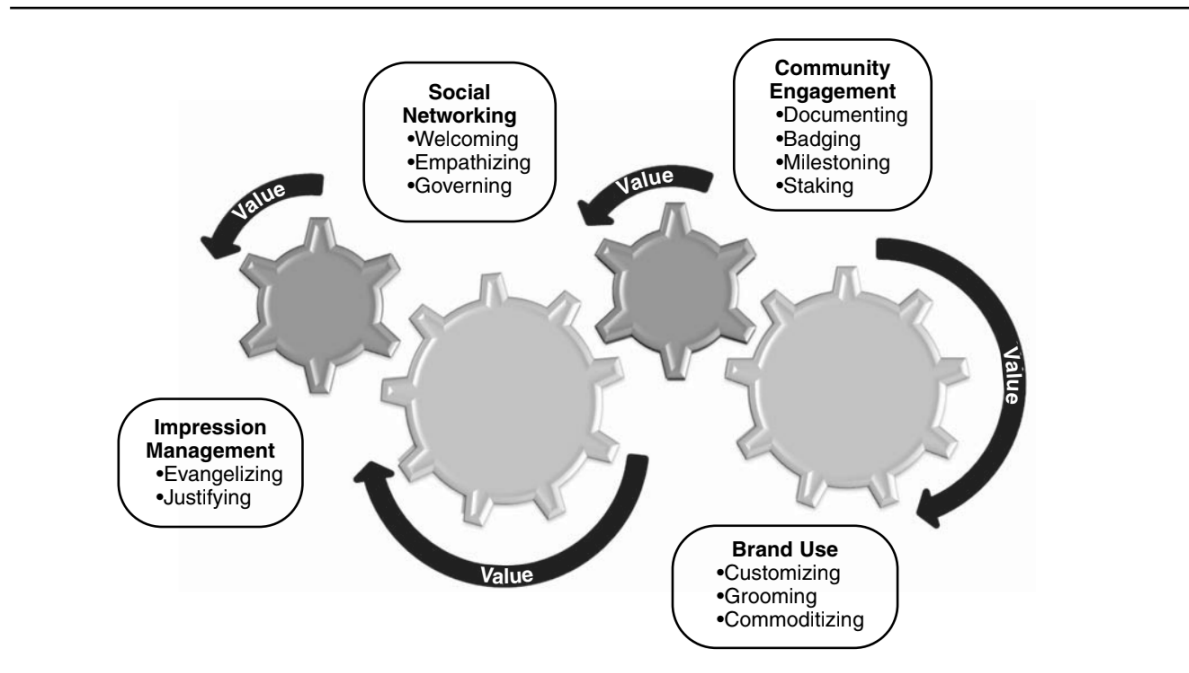 Social
Networking
•Welcoming
•Empathizing
•Governing
Community
Engagement
•Documenting
•Badging
•Milestoning
•Staking
Value
Value
Value
Impression
Management
•Evangelizing
•Justifying
Value
Brand Use
•Customizing
•Grooming
•Commoditizing